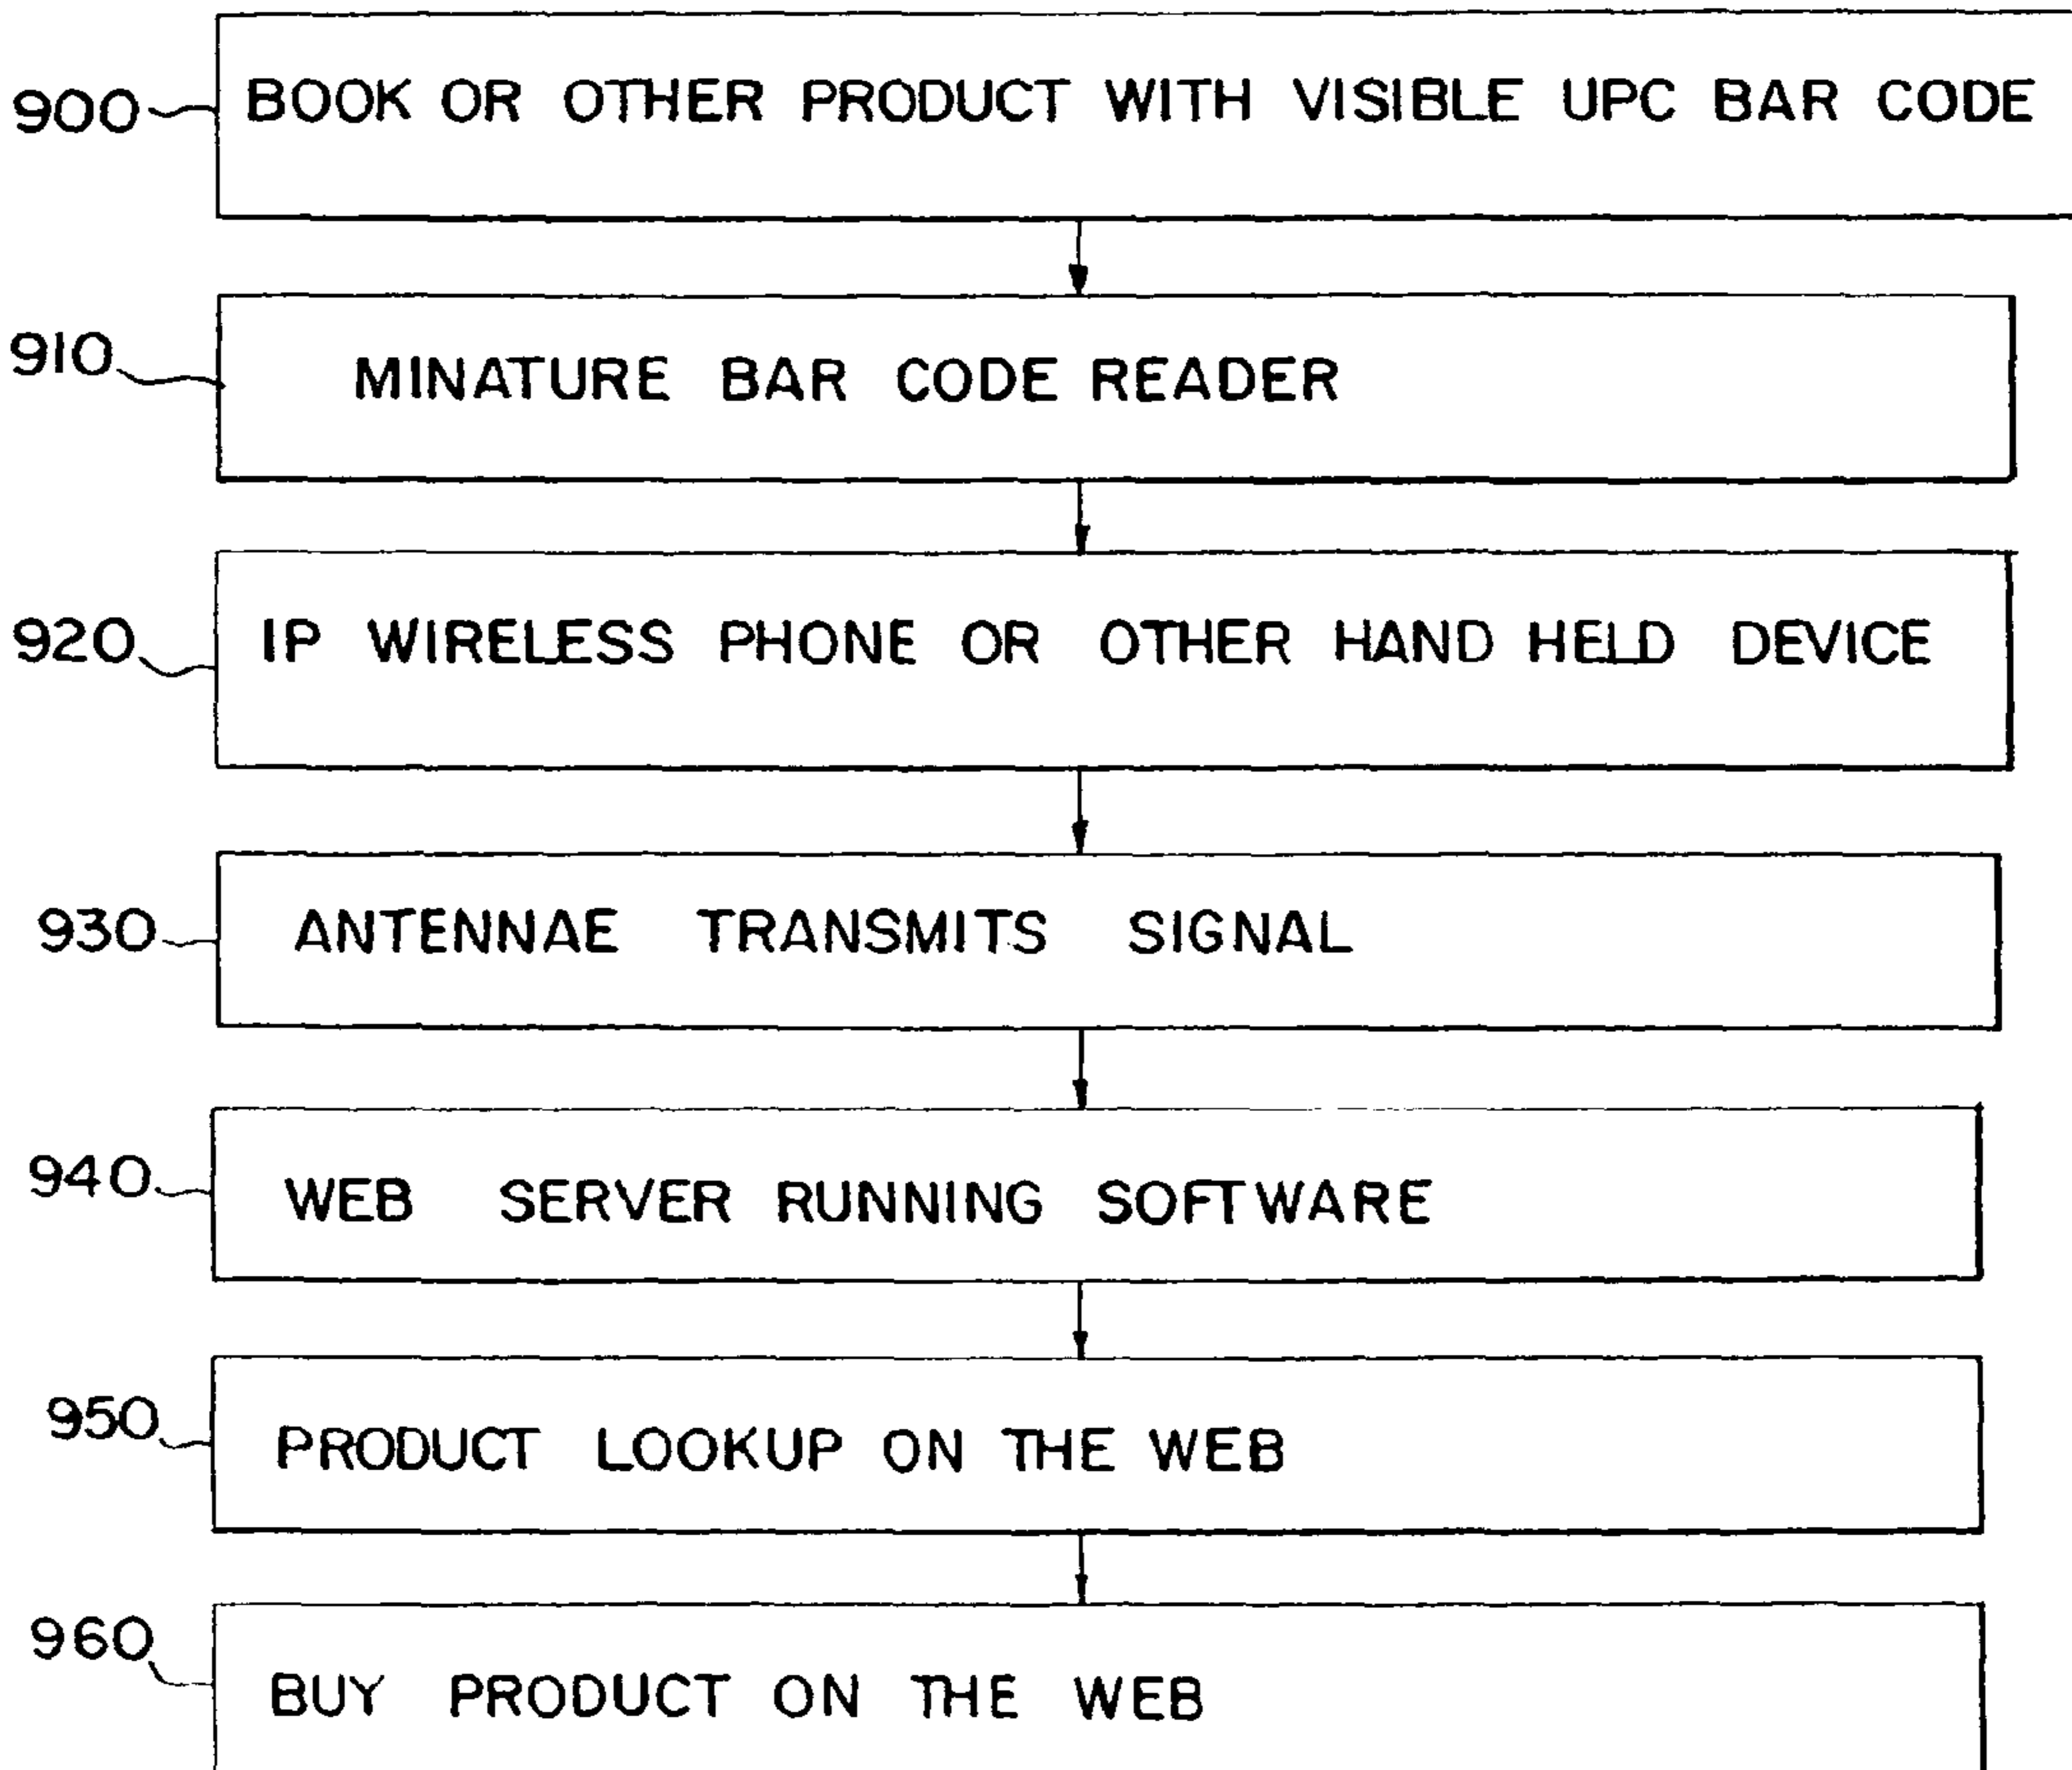 900 BOOK OR OTHER PRODUCT WITH VISIBLE UPC BAR CODE
910 MINATURE BAR CODE READER
920 IP WIRELESS PHONE OR OTHER HAND HELD DEVICE
930 ANTENNAE TRANSMITS SIGNAL
940 WEB SERVER RUNNING SOFTWARE
950 PRODUCT LOOKUP ON THE WEB
960 BUY PRODUCT ON THE WEB